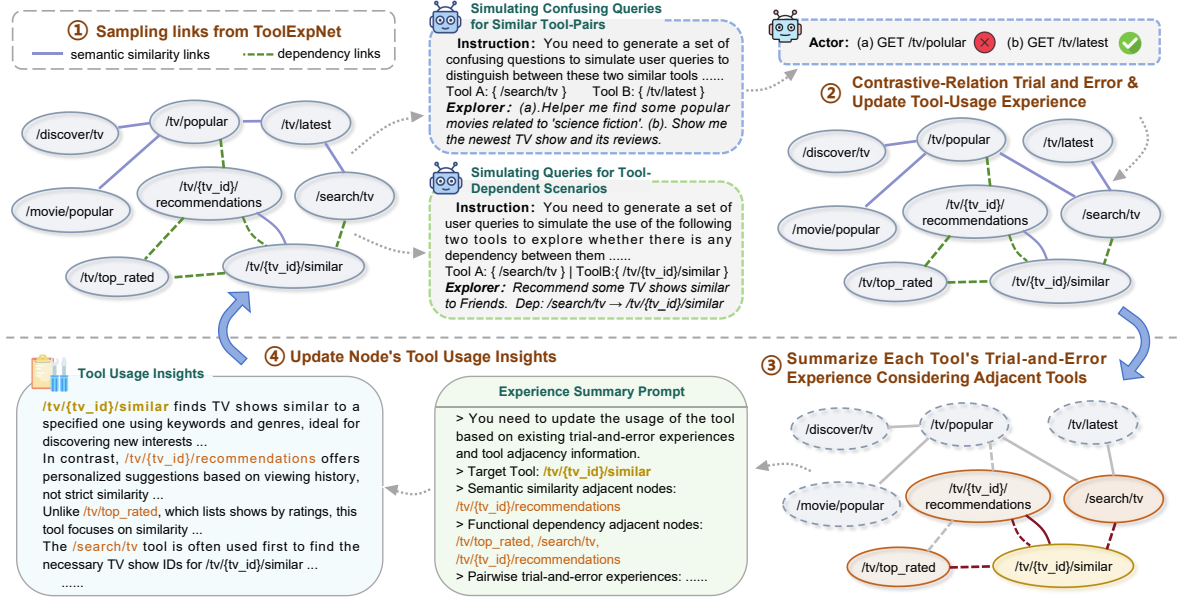 ① Sampling links from ToolExpNet
semantic similarity links
dependency links
/discover/tv
/tv/popular
/tv/latest
/tv/{tv_id}/
recommendations
/search/tv
/movie/popular
/tv/top_rated
/tv/{tv_id}/similar
Simulating Confusing Queries
for Similar Tool-Pairs
Instruction: You need to generate a set of
confusing questions to simulate user queries to
distinguish between these two similar tools ......
Tool A: { /search/tv } Tool B: { /tv/latest }
Explorer: (a).Helper me find some popular
movies related to 'science fiction'. (b). Show me
the newest TV show and its reviews.
Simulating Queries for Tool-
Dependent Scenarios
Instruction: You need to generate a set of
user queries to simulate the use of the following
two tools to explore whether there is any
dependency between them ......
Tool A: { /search/tv } | ToolB:{ /tv/{tv_id}/similar }
Explorer: Recommend some TV shows similar
to Friends. Dep: /search/tv → /tv/{tv_id}/similar
Actor: (a) GET /tv/polular (b) GET /tv/latest
② Contrastive-Relation Trial and Error &
Update Tool-Usage Experience
/discover/tv
/tv/popular
/tv/latest
/tv/{tv_id}/
recommendations
/search/tv
/movie/popular
/tv/top_rated
/tv/{tv_id}/similar
③ Summarize Each Tool's Trial-and-Error
Experience Considering Adjacent Tools
/discover/tv
/tv/popular
/tv/latest
/tv/{tv_id}/
recommendations
/search/tv
/movie/popular
/tv/top_rated
/tv/{tv_id}/similar
④ Update Node's Tool Usage Insights
Experience Summary Prompt
> You need to update the usage of the tool
based on existing trial-and-error experiences
and tool adjacency information.
> Target Tool: /tv/{tv_id}/similar
> Semantic similarity adjacent nodes:
/tv/{tv_id}/recommendations
> Functional dependency adjacent nodes:
/tv/top_rated, /search/tv,
/tv/{tv_id}/recommendations
> Pairwise trial-and-error experiences: ......
Tool Usage Insights
/tv/{tv_id}/similar finds TV shows similar to a
specified one using keywords and genres, ideal for
discovering new interests ...
In contrast, /tv/{tv_id}/recommendations offers
personalized suggestions based on viewing history,
not strict similarity ...
Unlike /tv/top_rated, which lists shows by ratings, this
tool focuses on similarity ...
The /search/tv tool is often used first to find the
necessary TV show IDs for /tv/{tv_id}/similar ...
......